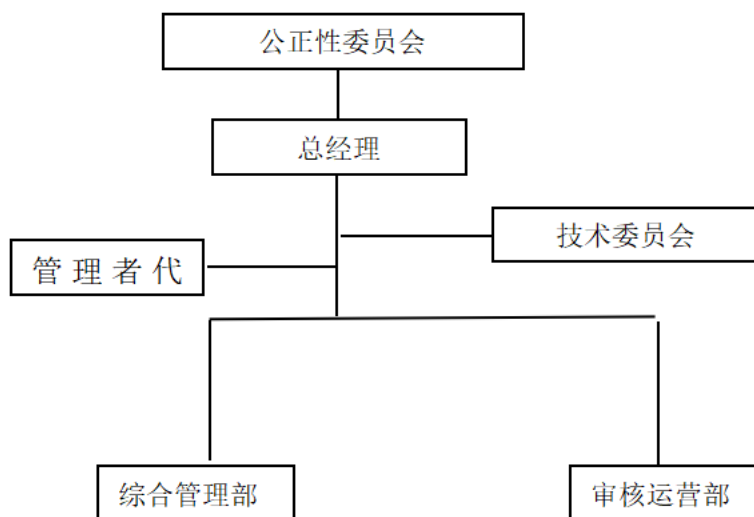 公正性委员会
总经理
技术委员会
管理者代
综合管理部
审核运营部